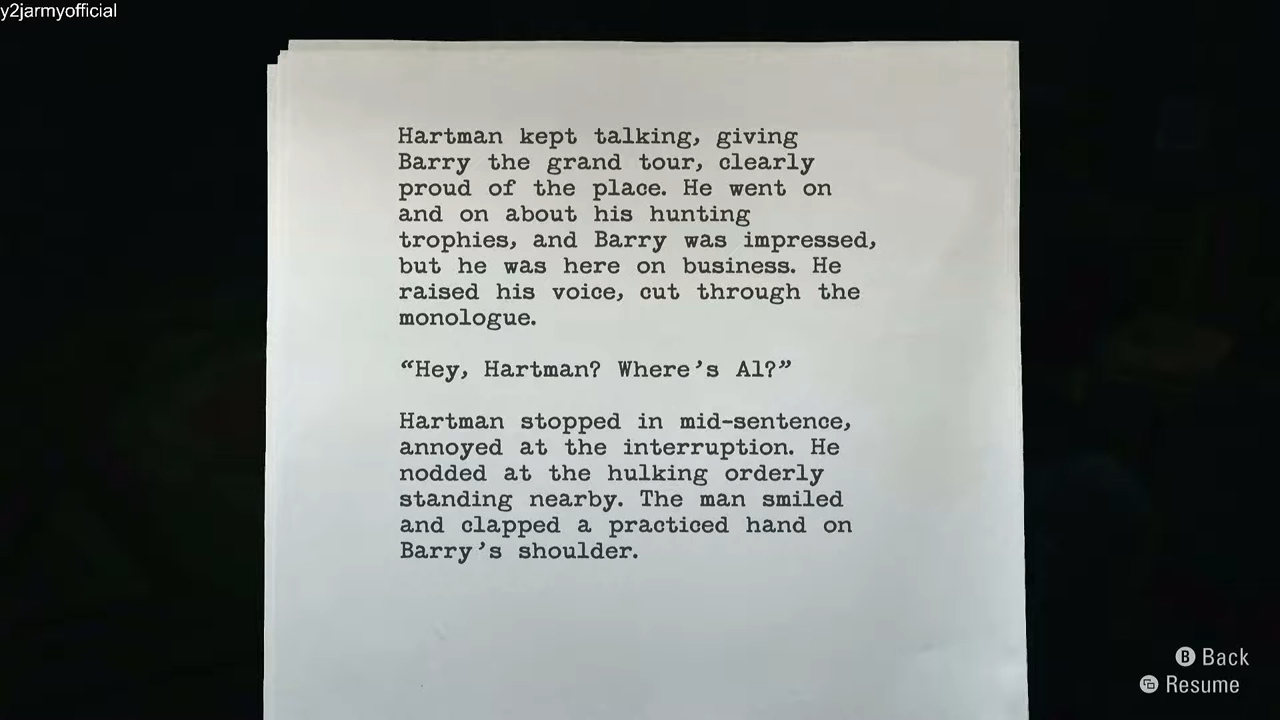 y2jarmyofficial
Hartman kept talking, giving
Barry the grand tour, clearly
proud of the place. He went on
and on about his hunting
trophies, and Barry was impressed,
but he was here on business. He
raised his voice, cut through the
monologue.
“Hey, Hartman? Where’s Al?”
Hartman stopped in mid-sentence,
annoyed at the interruption. He
nodded at the hulking orderly
standing nearby. The man smiled
and clapped a practiced hand on
Barry’s shoulder.
B Back
Resume